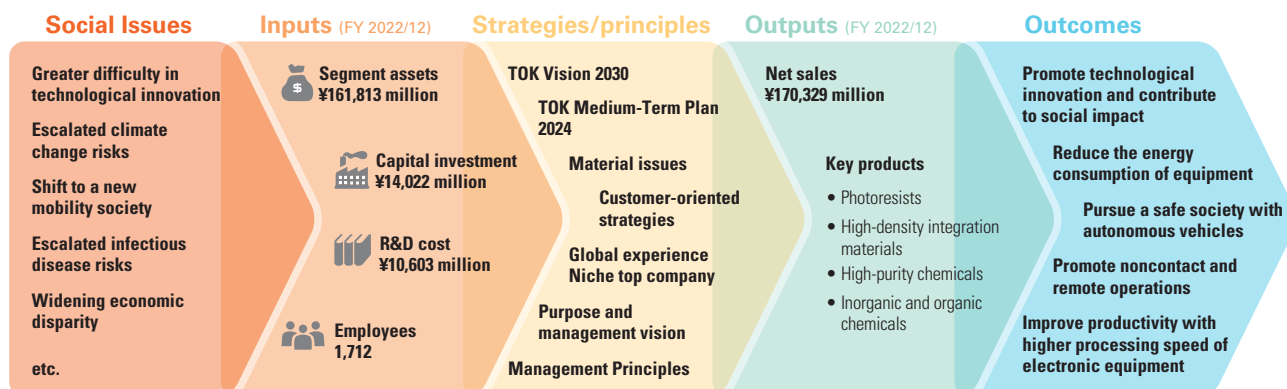 Social Issues
Greater difficulty in
technological innovation
Escalated climate
change risks
Shift to a new
mobility society
Escalated infectious
disease risks
Widening economic
disparity
etc.
Inputs (FY 2022/12)
$
Segment assets
¥161,813 million
Capital investment
¥14,022 million
R&D cost
¥10,603 million
Employees
1,712
Strategies/principles
TOK Vision 2030
TOK Medium-Term Plan
2024
Material issues
Customer-oriented
strategies
Global experience
Niche top company
Purpose and
management vision
Management Principles
Outputs (FY 2022/12)
Net sales
¥170,329 million
Key products
• Photoresists
• High-density integration
materials
• High-purity chemicals
• Inorganic and organic
chemicals
Outcomes
Promote technological
innovation and contribute
to social impact
Reduce the energy
consumption of equipment
Pursue a safe society with
autonomous vehicles
Promote noncontact and
remote operations
Improve productivity with
higher processing speed of
electronic equipment